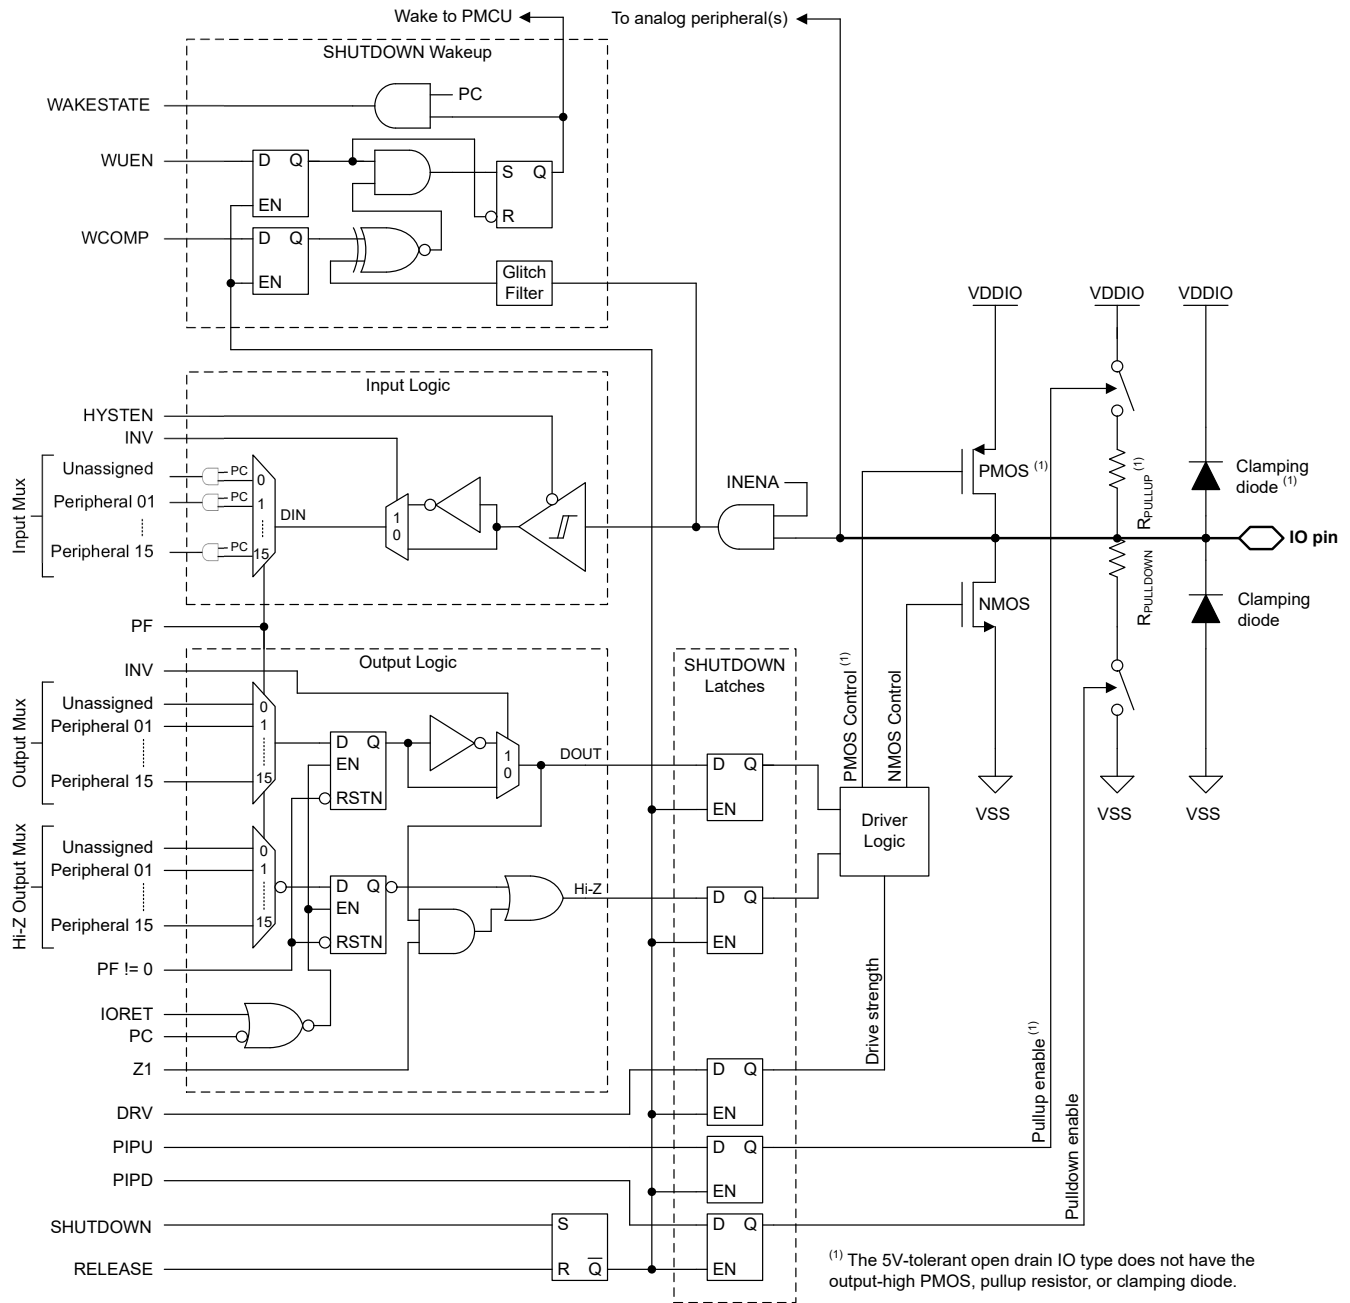 Wake to PMCU
To analog peripheral(s)
SHUTDOWN Wakeup
WAKESTATE
PC
WUEN
D Q
EN
S Q
R
WCOMP
D Q
EN
Glitch
Filter
VDDIO
VDDIO
VDDIO
Input Logic
HYSTEN
INV
Input Mux
Unassigned
PC
0
Peripheral 01
PC
1
Peripheral 15
PC
15
DIN
1
0
INENA
PMOS (1)
RPULLUP (1)
Clamping
diode (1)
IO pin
NMOS
RPULLDOWN
Clamping
diode
PF
INV
Output Logic
SHUTDOWN
Latches
PMOS Control (1)
NMOS Control
Output Mux
Unassigned
0
Peripheral 01
1
Peripheral 15
15
D Q
EN
RSTN
1
0
DOUT
D Q
EN
VSS
VSS
VSS
Driver
Logic
Hi-Z Output Mux
Unassigned
0
Peripheral 01
1
Peripheral 15
15
D Q
EN
RSTN
Hi-Z
D Q
EN
PF != 0
IORET
PC
Z1
Drive strength
DRV
D Q
EN
PIPU
D Q
EN
Pullup enable (1)
PIPD
Pulldown enable
SHUTDOWN
S
D Q
RELEASE
R Q
EN
(1) The 5V-tolerant open drain IO type does not have the
output-high PMOS, pullup resistor, or clamping diode.